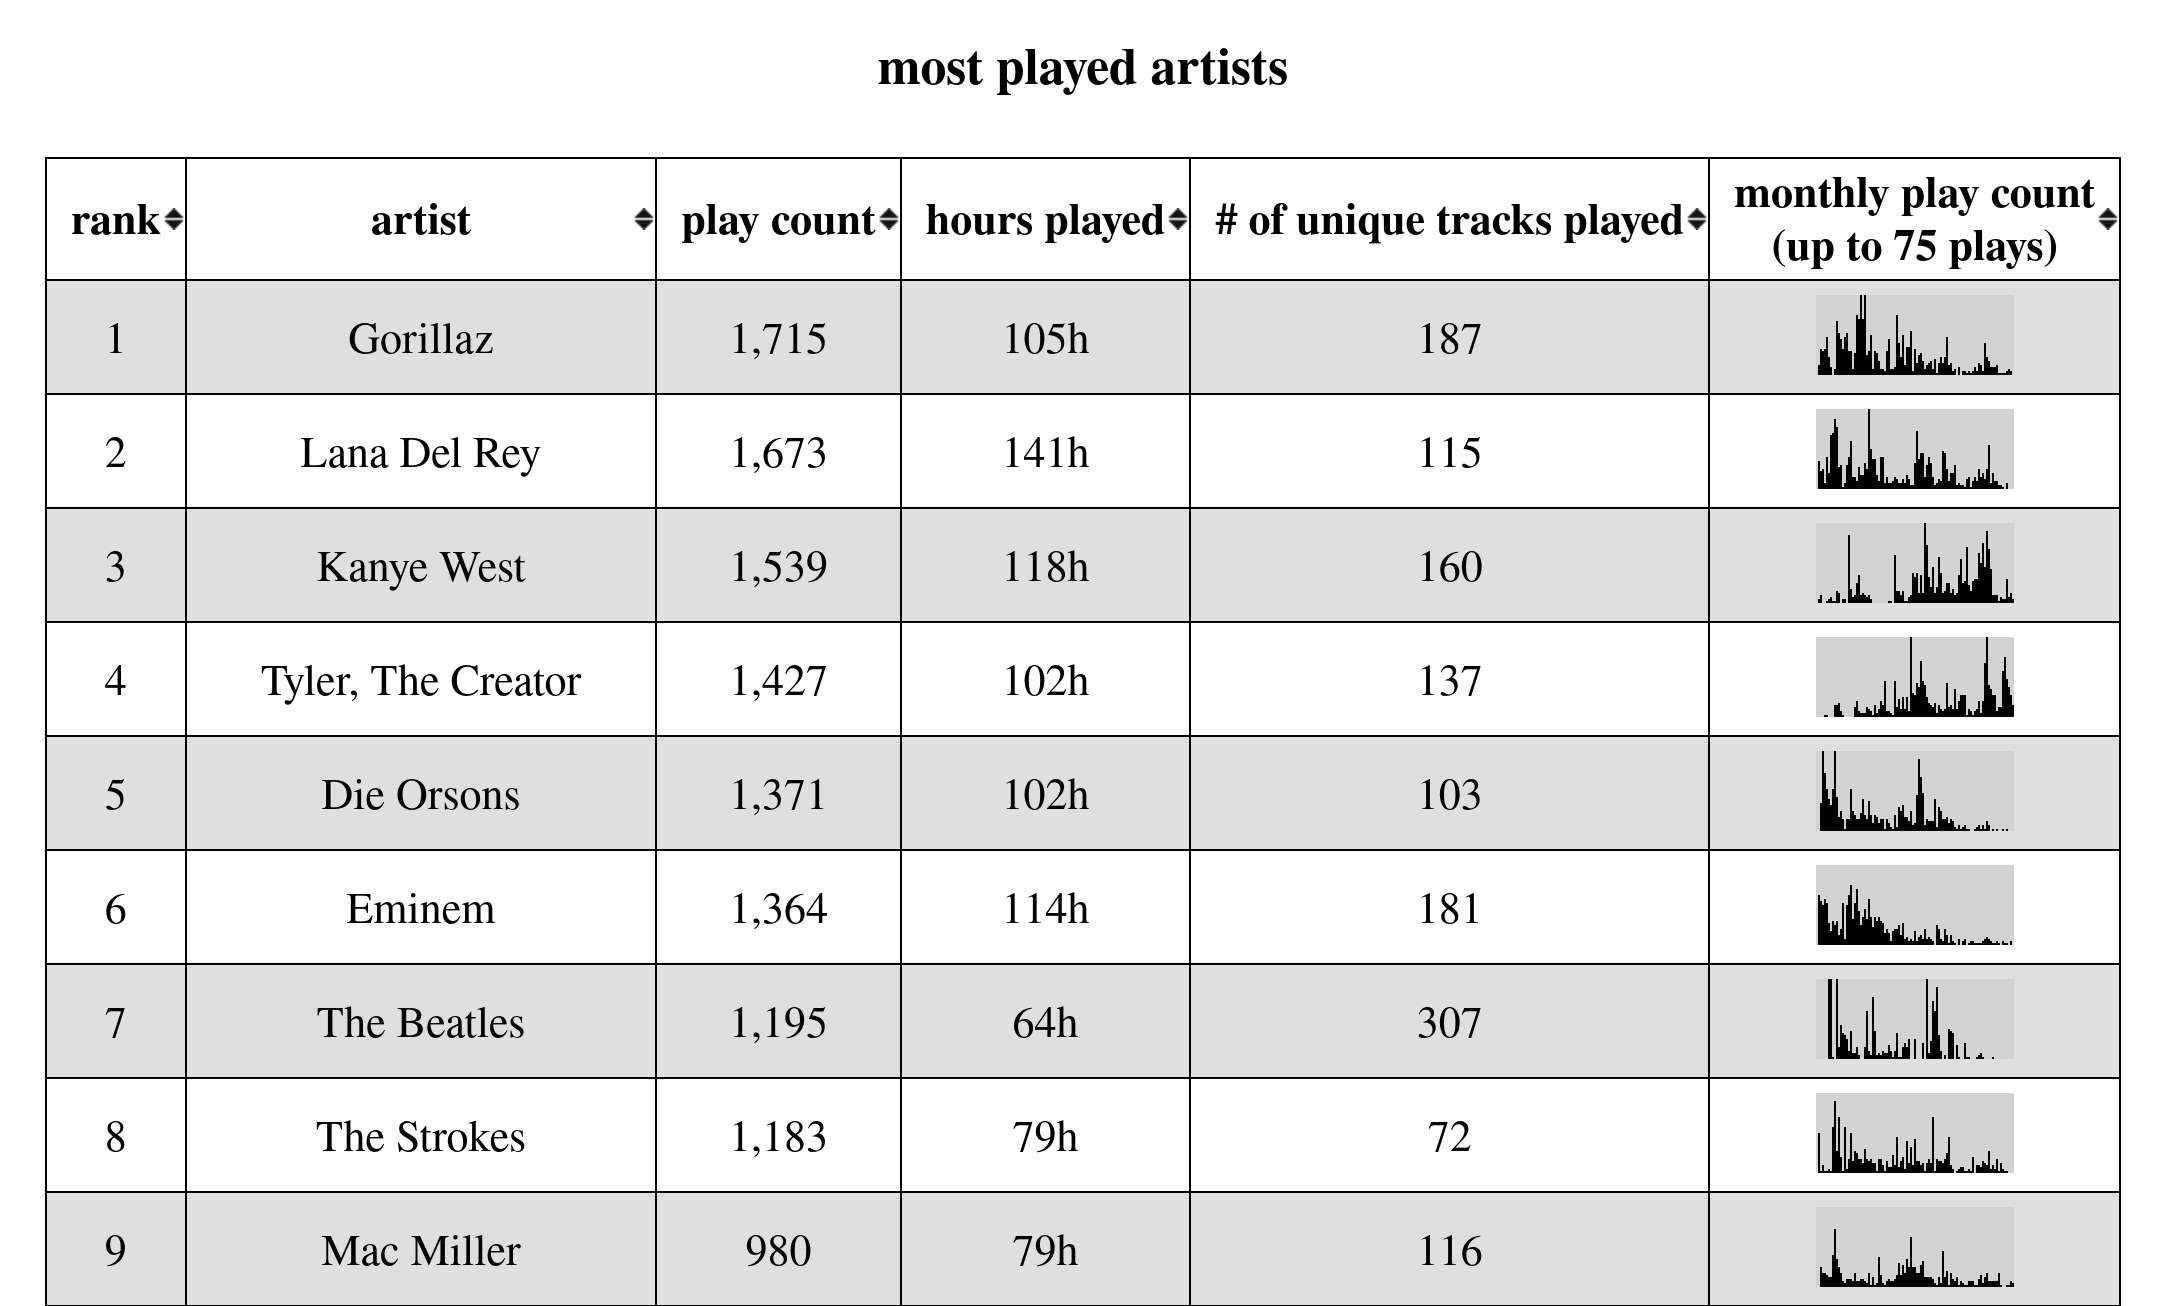 most played artists
rank artist play count hours played # of unique tracks played monthly play count
(up to 75 plays)
1 Gorillaz 1,715 105h 187
2 Lana Del Rey 1,673 141h 115
3 Kanye West 1,539 118h 160
4 Tyler, The Creator 1,427 102h 137
5 Die Orsons 1,371 102h 103
6 Eminem 1,364 114h 181
7 The Beatles 1,195 64h 307
8 The Strokes 1,183 79h 72
9 Mac Miller 980 79h 116